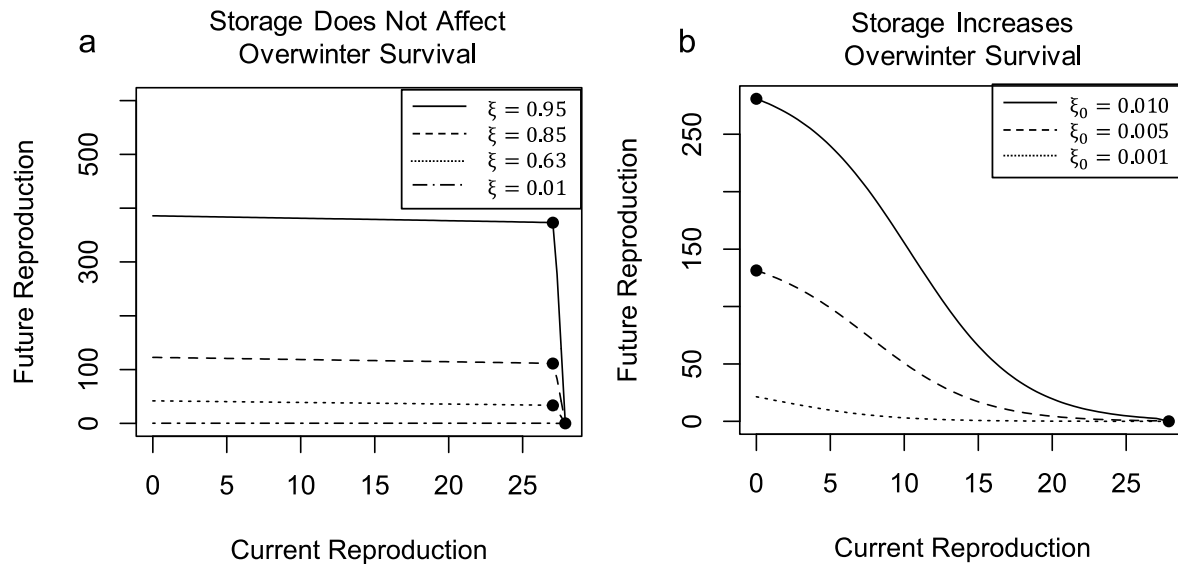 a
Storage Does Not Affect
Overwinter Survival
ξ = 0.95
ξ = 0.85
ξ = 0.63
ξ = 0.01
Future Reproduction
500
300
100
0
0 5 10 15 20 25
Current Reproduction
b
Storage Increases
Overwinter Survival
ξ₀ = 0.010
ξ₀ = 0.005
ξ₀ = 0.001
Future Reproduction
250
150
50
0
0 5 10 15 20 25
Current Reproduction